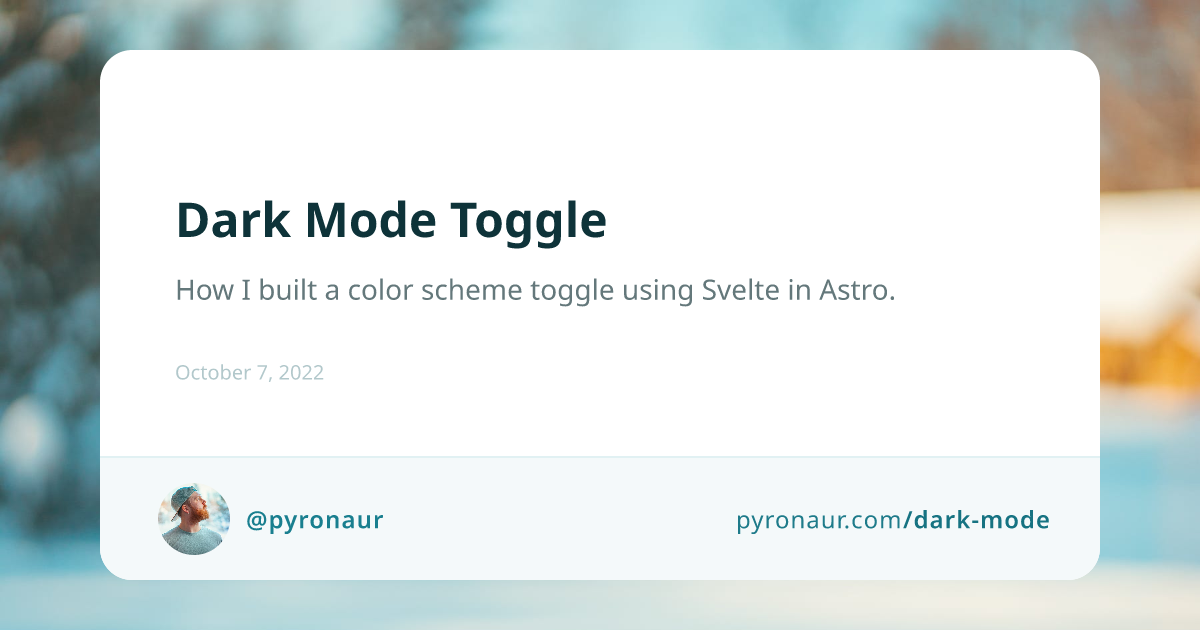 Dark Mode Toggle
How I built a color scheme toggle using Svelte in Astro.
October 7, 2022
@pyronaur
pyronaur.com/dark-mode